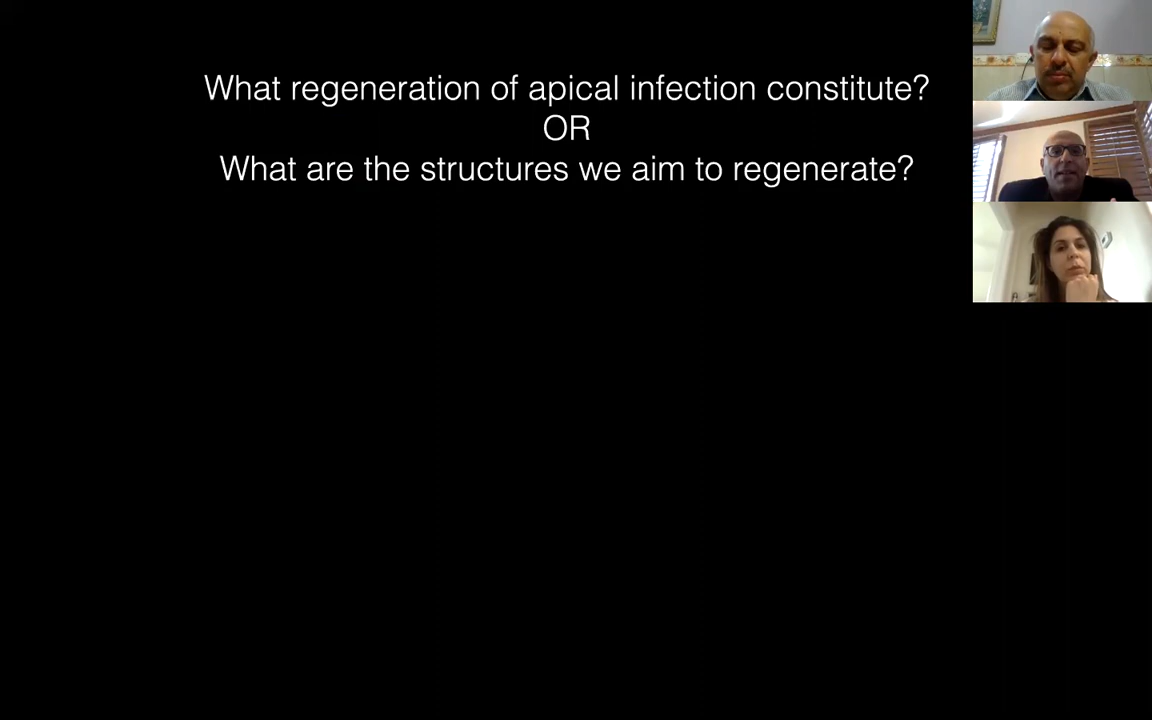 What regeneration of apical infection constitute?
OR
What are the structures we aim to regenerate?